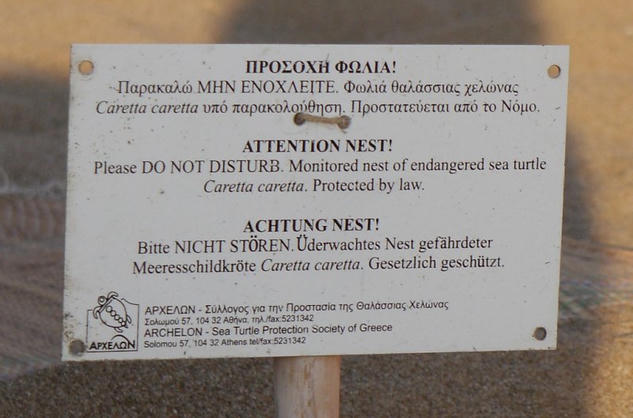 ΠΡΟΣΟΧΗ ΦΩΛΙΑ!
Παρακαλώ ΜΗΝ ΕΝΟΧΛΕΙΤΕ. Φωλιά θαλάσσιας χελώνας
Caretta caretta υπό παρακολούθηση. Προστατεύεται από το Νόμο.
ATTENTION NEST!
Please DO NOT DISTURB. Monitored nest of endangered sea turtle
Caretta caretta. Protected by law.
ACHTUNG NEST!
Bitte NICHT STÖREN. Üderwachtes Nest gefährdeter
Meeresschildkröte Caretta caretta. Gesetzlich geschützt.
ΑΡΧΕΛΩΝ - Σύλλογος για την Προστασία της Θαλάσσιας Χελώνας
Σολωμού 57, 104 32 Αθήνα, τηλ./fax:5231342
ARCHELON - Sea Turtle Protection Society of Greece
Solomou 57, 104 32 Athens tel/fax:5231342
ΑΡΧΕΛΩΝ